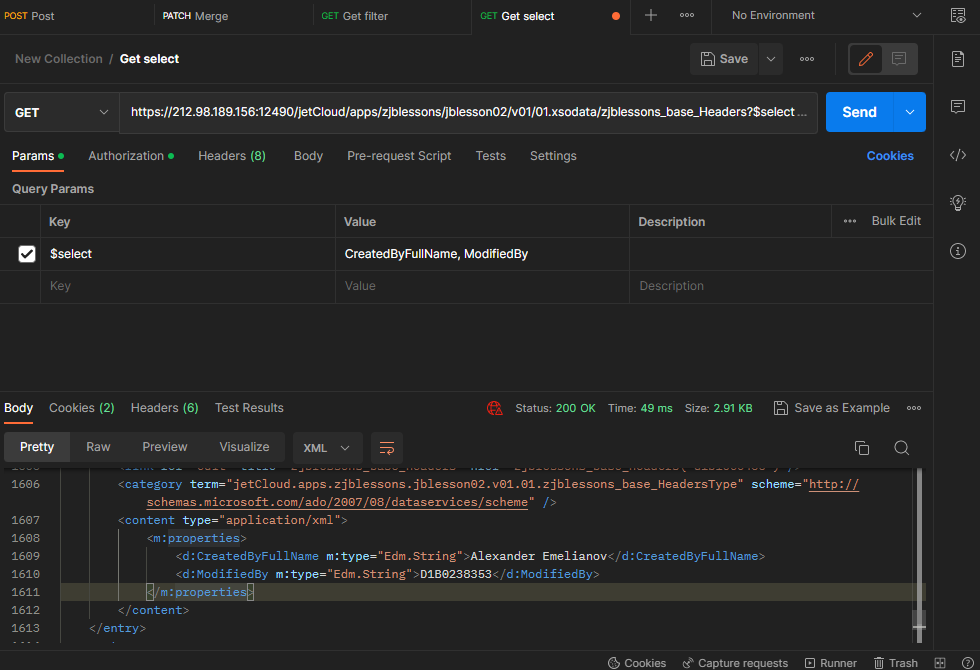 POST Post PATCH Merge GET Get filter GET Get select No Environment
New Collection / Get select Save
GET https://212.98.189.156:12490/jetCloud/apps/zjblessons/jblesson02/v01/01.xsodata/zjblessons_base_Headers?$select ... Send
Params Authorization Headers (8) Body Pre-request Script Tests Settings Cookies
Query Params
Key Value Description Bulk Edit
$select CreatedByFullName, ModifiedBy
Key Value Description
Body Cookies (2) Headers (6) Test Results Status: 200 OK Time: 49 ms Size: 2.91 KB Save as Example
Pretty Raw Preview Visualize XML
1606 <category term="jetCloud.apps.zjblessons.jblesson02.v01.01.zjblessons_base_HeadersType" scheme="http://
schemas.microsoft.com/ado/2007/08/dataservices/scheme" />
1607 <content type="application/xml">
1608 <m:properties>
1609 <d:CreatedByFullName m:type="Edm.String">Alexander Emelianov</d:CreatedByFullName>
1610 <d:ModifiedBy m:type="Edm.String">D1B0238353</d:ModifiedBy>
1611 </m:properties>
1612 </content>
1613 </entry>
Cookies Capture requests Runner Trash